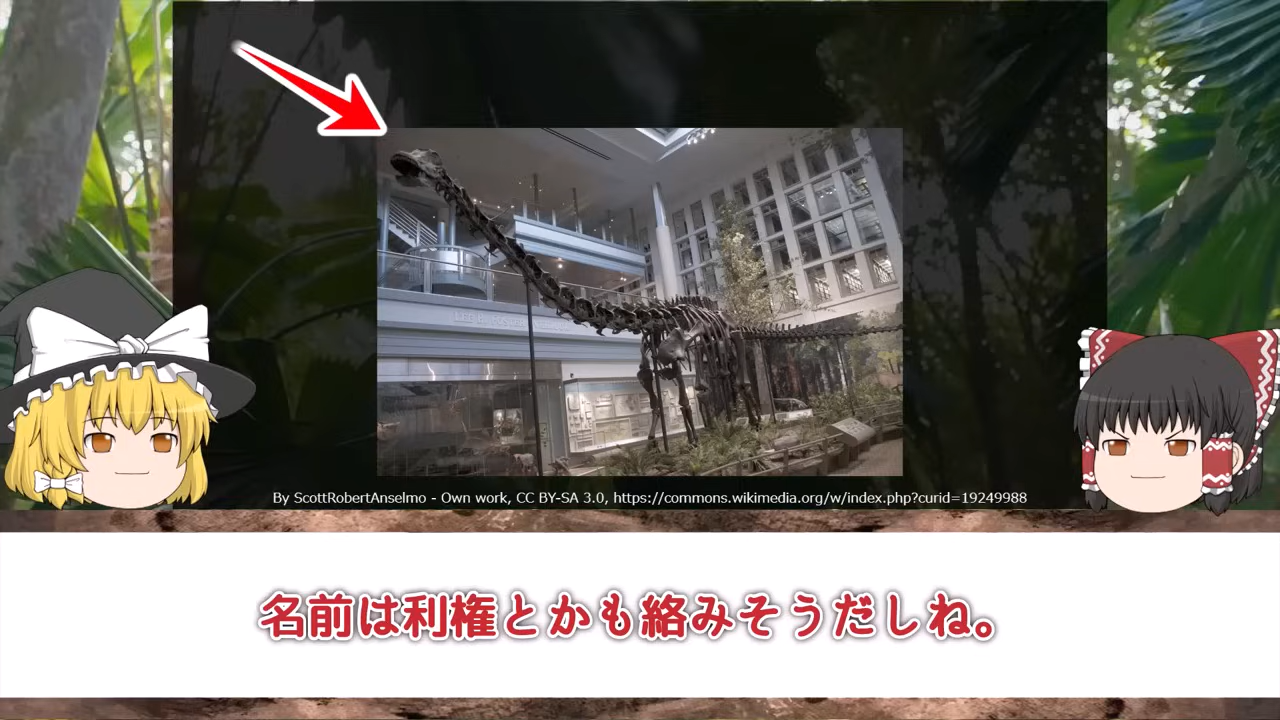 By ScottRobertAnselmo - Own work, CC BY-SA 3.0, https://commons.wikimedia.org/w/index.php?curid=19249988
名前は利権とかも絡みそうだしね。